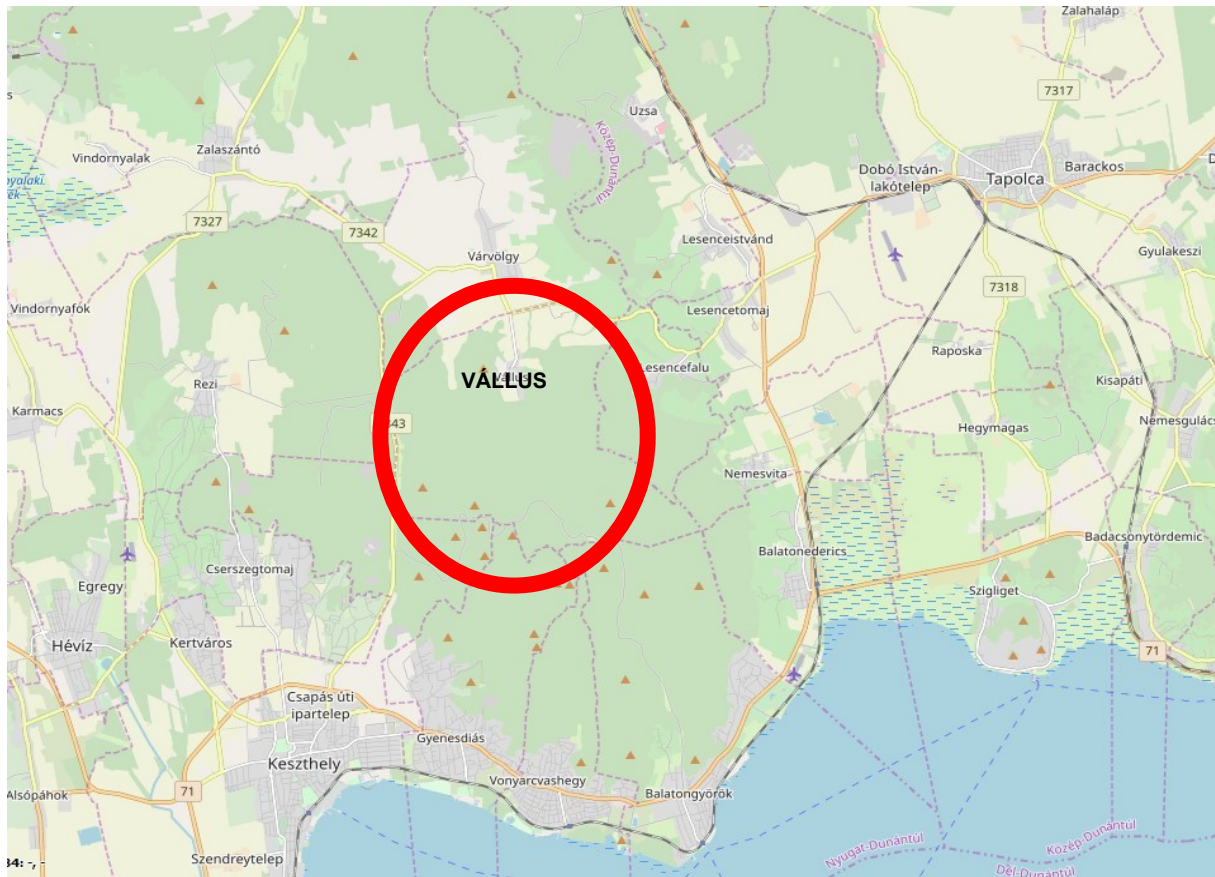 Zalahaláp
7317
Uzsa
Közép-Dunántúl
Zalaszántó
Vindornyalak
Dobó István-
lakótelep
Tapolca
Barackos
7327
7342
Lesenceistvánd
Gyulakeszi
Várvölgy
7318
Vindornyafok
Lesencetomaj
Raposka
Lesencefalu
VÁLLUS
Rezi
Kisapáti
Karmacs
43
Hegymagas
Nemesgulács
Nemesvita
Balatonederics
Badacsonytördemic
Cserszegtomaj
Egregy
Szigliget
Hévíz
Kertváros
71
Csapás úti
ipartelep
Gyenesdiás
Keszthely
Vonyarcvashegy
71
Alsópáhok
Balatongyörök
Szendreytelep
Nyugat-Dunántúl
Közép-Dunántúl
Dél-Dunántúl
34: -, -